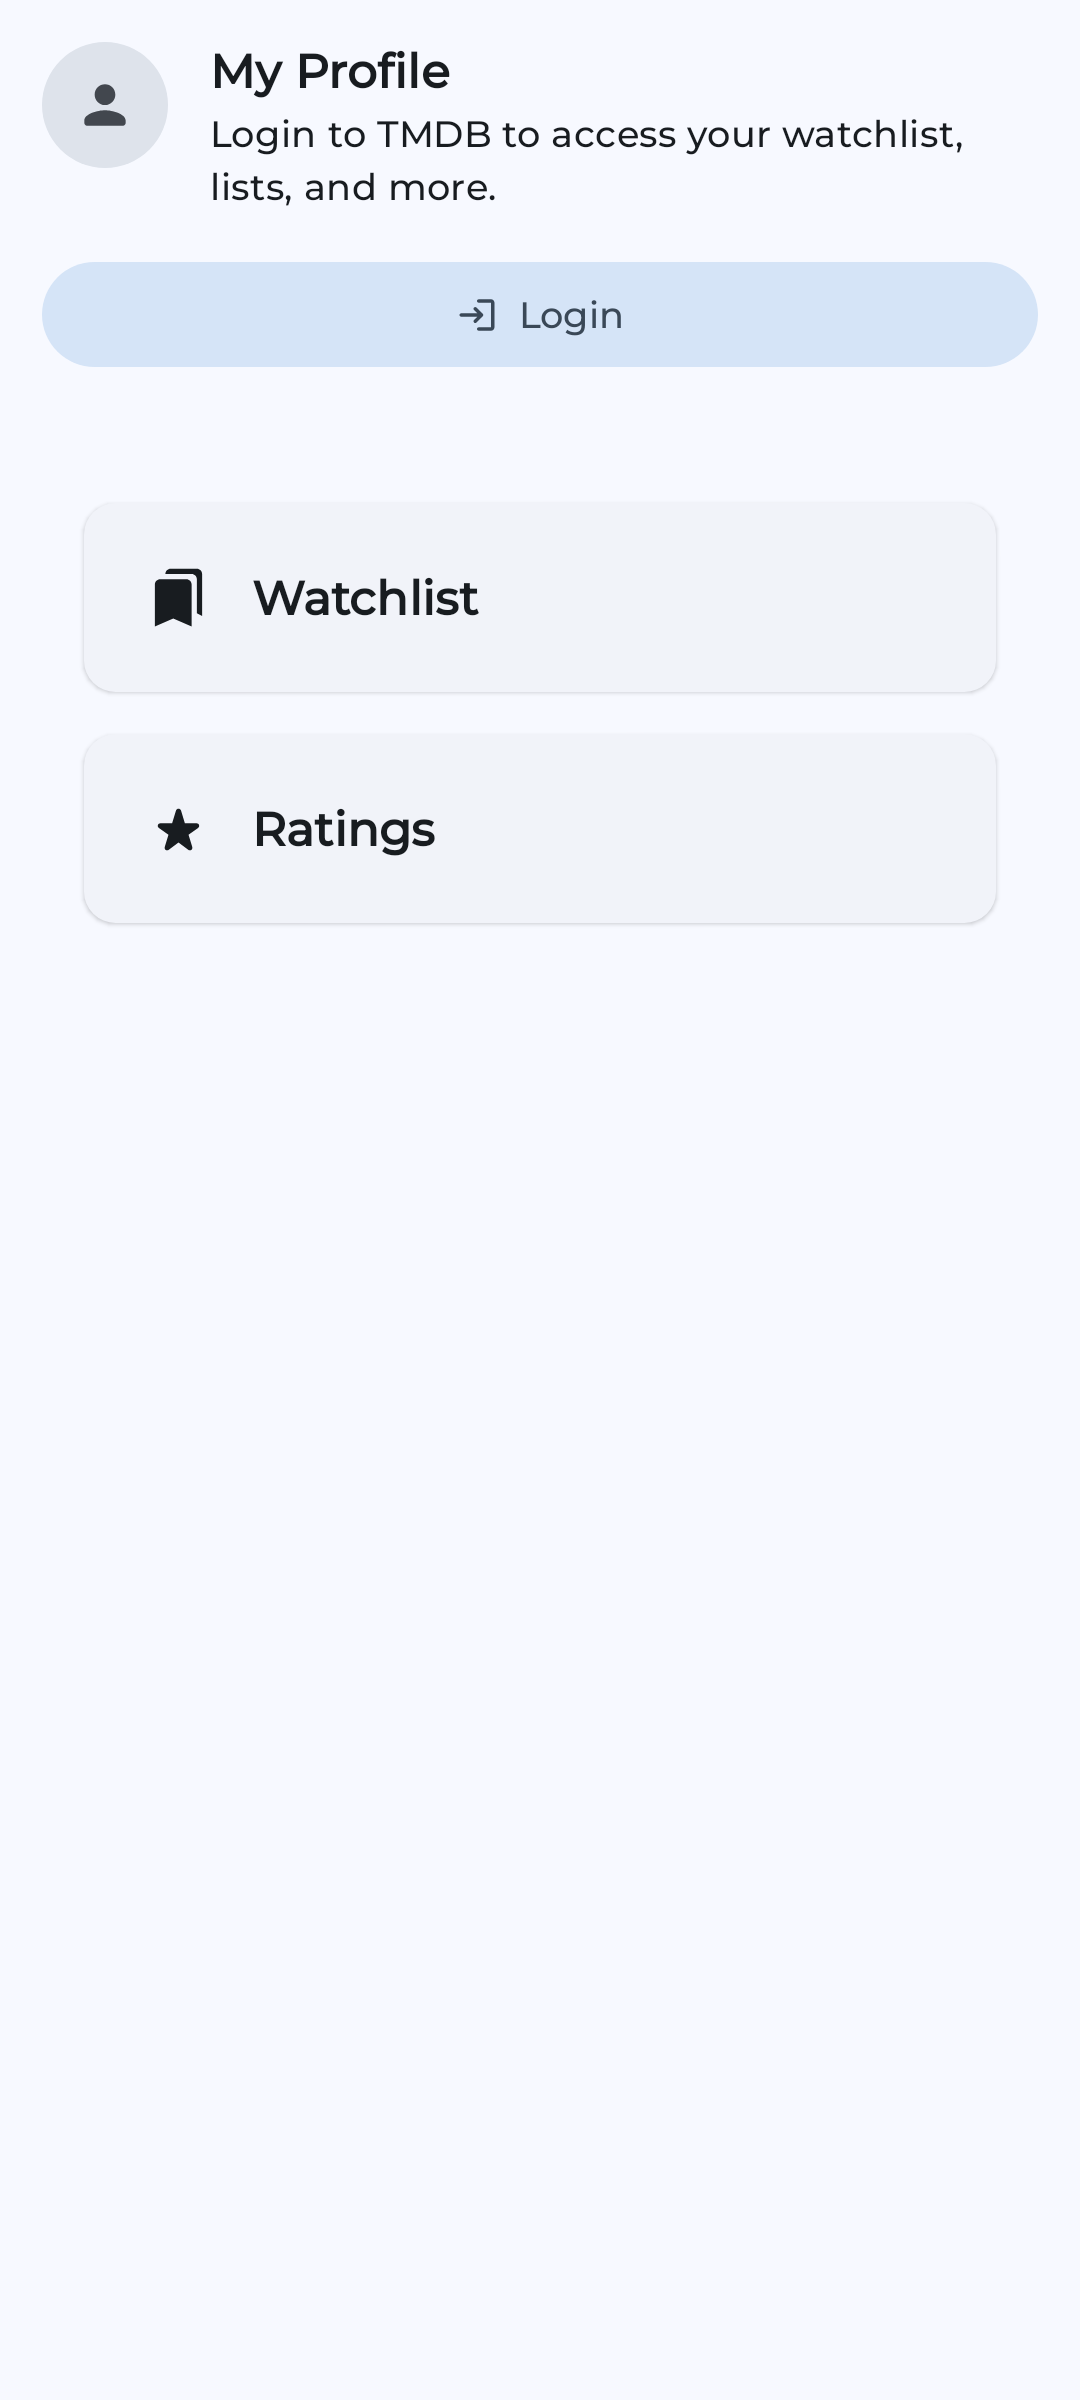 My Profile
Login to TMDB to access your watchlist,
lists, and more.
Login
Watchlist
Ratings